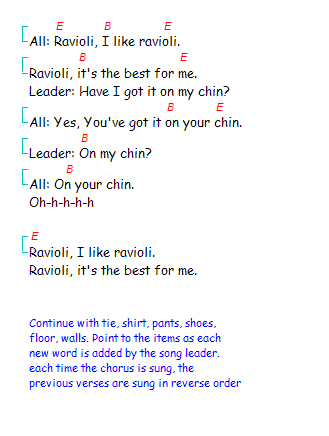 E B E
All: Ravioli, I like ravioli.
B E
Ravioli, it's the best for me.
Leader: Have I got it on my chin?
B E
All: Yes, You've got it on your chin.
B
Leader: On my chin?
B
All: On your chin.
Oh-h-h-h-h
E
Ravioli, I like ravioli.
Ravioli, it's the best for me.
Continue with tie, shirt, pants, shoes,
floor, walls. Point to the items as each
new word is added by the song leader.
each time the chorus is sung, the
previous verses are sung in reverse order